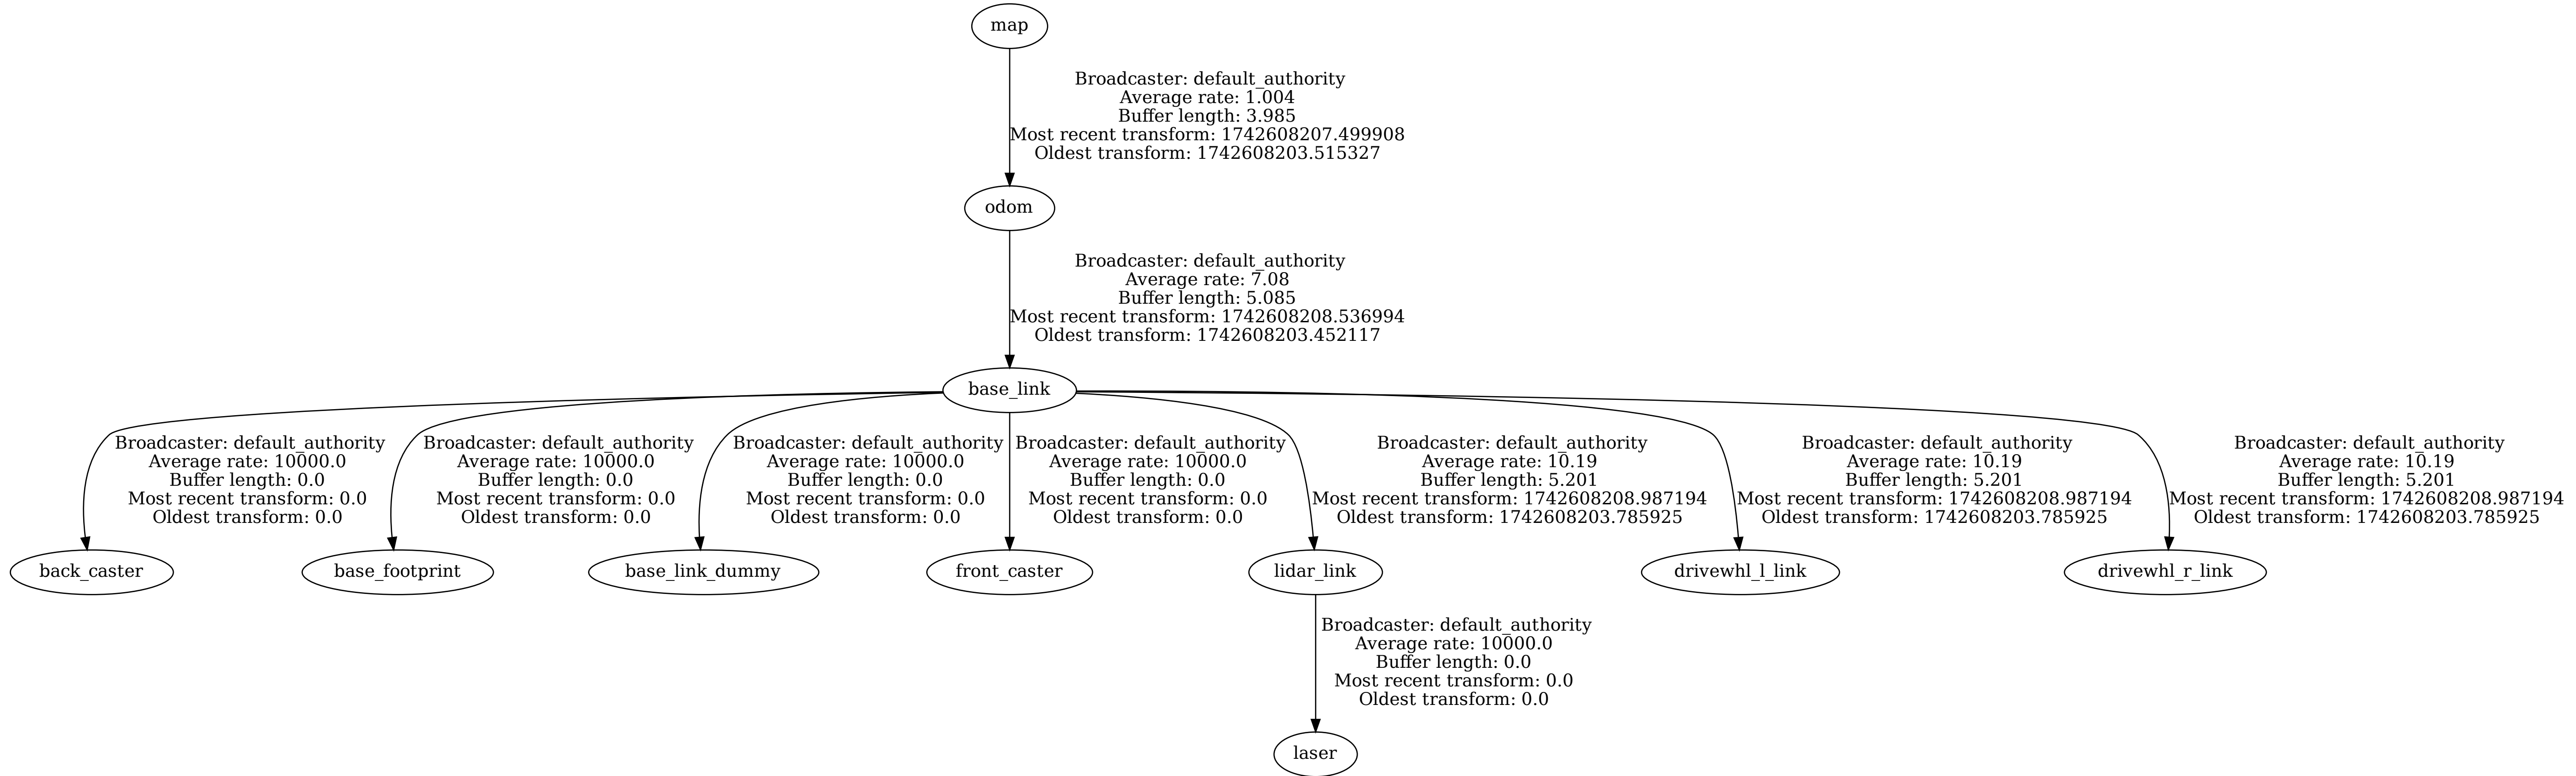 map
Broadcaster: default_authority
Average rate: 1.004
Buffer length: 3.985
Most recent transform: 1742608207.499908
Oldest transform: 1742608203.515327
odom
Broadcaster: default_authority
Average rate: 7.08
Buffer length: 5.085
Most recent transform: 1742608208.536994
Oldest transform: 1742608203.452117
base_link
Broadcaster: default_authority
Average rate: 10000.0
Buffer length: 0.0
Most recent transform: 0.0
Oldest transform: 0.0
Broadcaster: default_authority
Average rate: 10000.0
Buffer length: 0.0
Most recent transform: 0.0
Oldest transform: 0.0
Broadcaster: default_authority
Average rate: 10000.0
Buffer length: 0.0
Most recent transform: 0.0
Oldest transform: 0.0
Broadcaster: default_authority
Average rate: 10000.0
Buffer length: 0.0
Most recent transform: 0.0
Oldest transform: 0.0
Broadcaster: default_authority
Average rate: 10.19
Buffer length: 5.201
Most recent transform: 1742608208.987194
Oldest transform: 1742608203.785925
Broadcaster: default_authority
Average rate: 10.19
Buffer length: 5.201
Most recent transform: 1742608208.987194
Oldest transform: 1742608203.785925
Broadcaster: default_authority
Average rate: 10.19
Buffer length: 5.201
Most recent transform: 1742608208.987194
Oldest transform: 1742608203.785925
back_caster
base_footprint
base_link_dummy
front_caster
lidar_link
drivewhl_l_link
drivewhl_r_link
Broadcaster: default_authority
Average rate: 10000.0
Buffer length: 0.0
Most recent transform: 0.0
Oldest transform: 0.0
laser